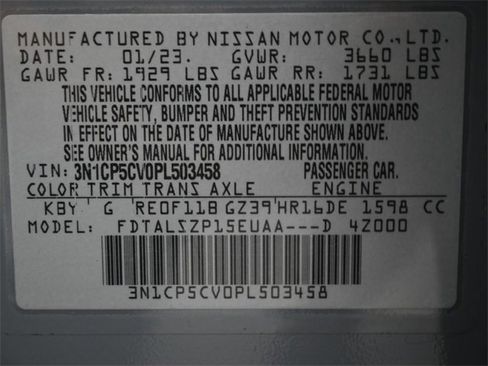 MANUFACTURED BY NISSAN MOTOR CO.,LTD.
DATE: 01/23. GVWR: 3660 LBS
GAWR FR: 1929 LBS GAWR RR: 1731 LBS
THIS VEHICLE CONFORMS TO ALL APPLICABLE FEDERAL MOTOR
VEHICLE SAFETY, BUMPER AND THEFT PREVENTION STANDARDS
IN EFFECT ON THE DATE OF MANUFACTURE SHOWN ABOVE.
SEE OWNER'S MANUAL FOR ADDITIONAL INFORMATION.
VIN: 3N1CP5CV0PL503458 PASSENGER CAR.
COLOR TRIM TRANS AXLE ENGINE
KBY G RE0F11B GZ39 HR16DE 1598 CC
MODEL: FDTALSZP15EUAA---D 4Z000
3N1CP5CV0PL503458